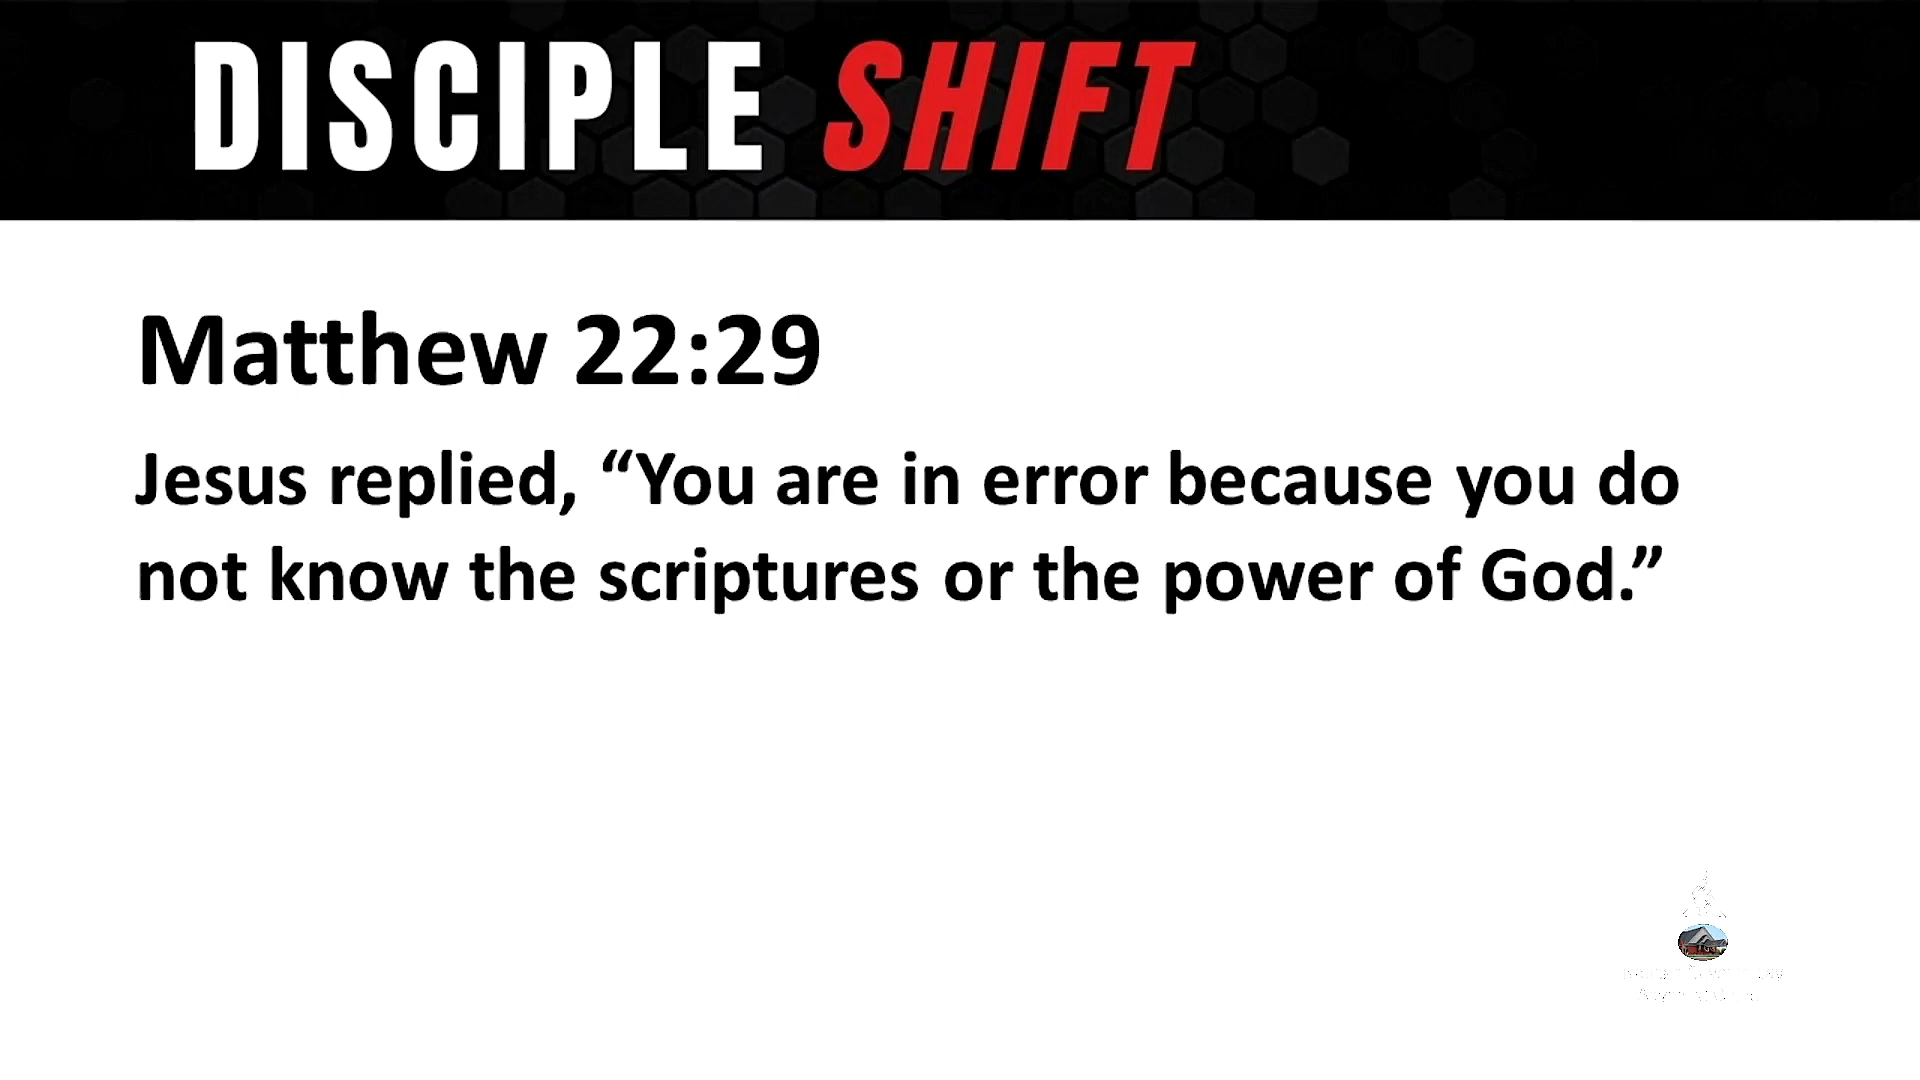 DISCIPLE SHIFT
Matthew 22:29
Jesus replied, “You are in error because you do
not know the scriptures or the power of God.”